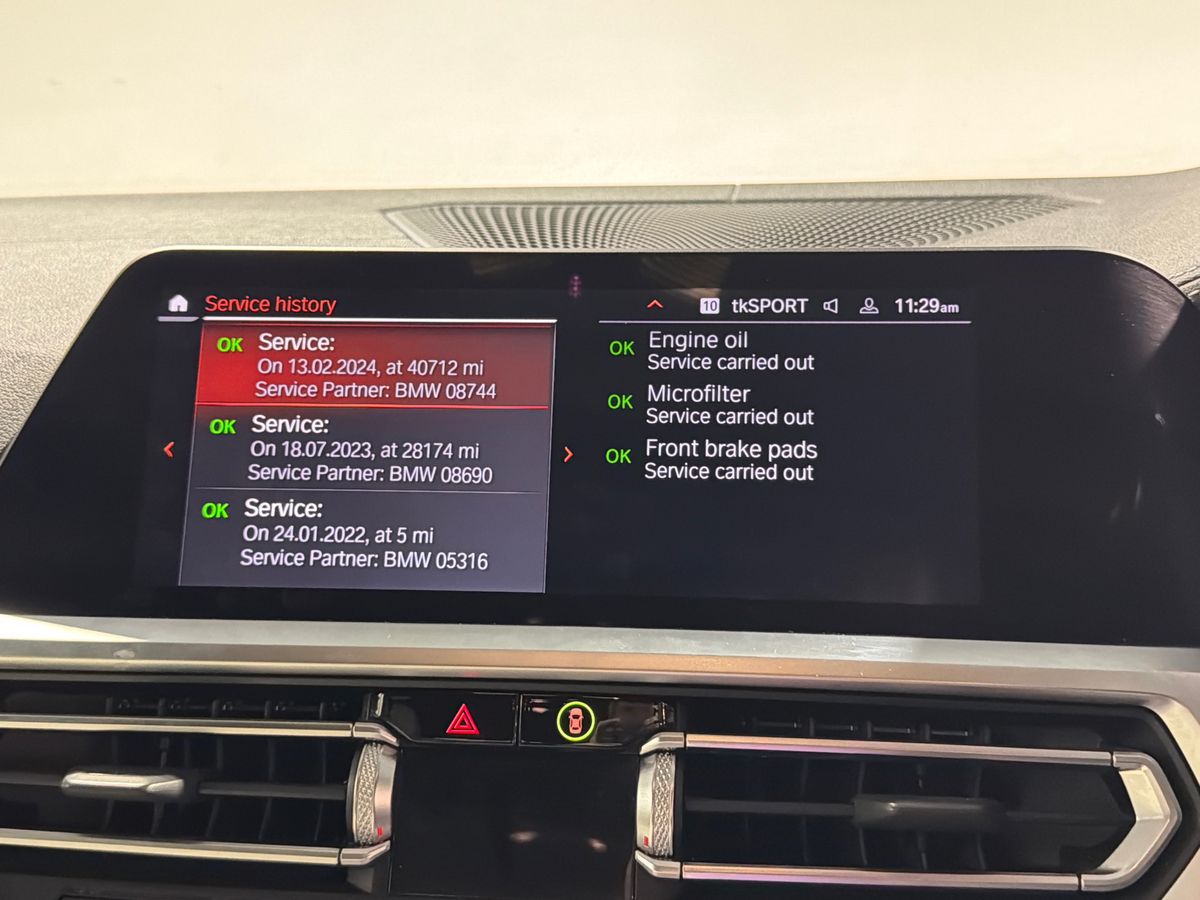 Service history
10 tkSPORT 11:29am
OK Service:
On 13.02.2024, at 40712 mi
Service Partner: BMW 08744
OK Service:
On 18.07.2023, at 28174 mi
Service Partner: BMW 08690
OK Service:
On 24.01.2022, at 5 mi
Service Partner: BMW 05316
OK Engine oil
Service carried out
OK Microfilter
Service carried out
OK Front brake pads
Service carried out